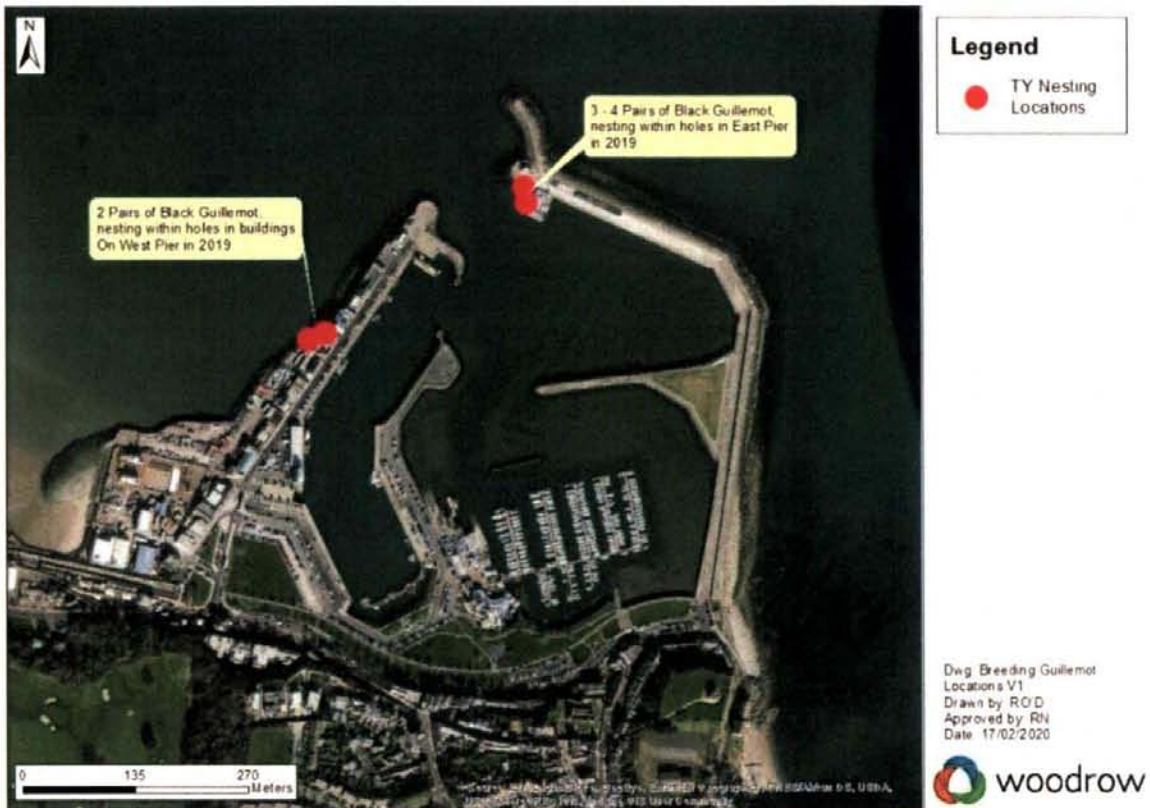 N
3 - 4 Pairs of Black Guillemot,
nesting within holes in East Pier
in 2019
2 Pairs of Black Guillemot,
nesting within holes in buildings
On West Pier in 2019
Legend
TY Nesting
Locations
0 135 270
Meters
Dwg Breeding Guillemot
Locations V1
Drawn by ROD
Approved by RN
Date 17/02/2020
woodrow